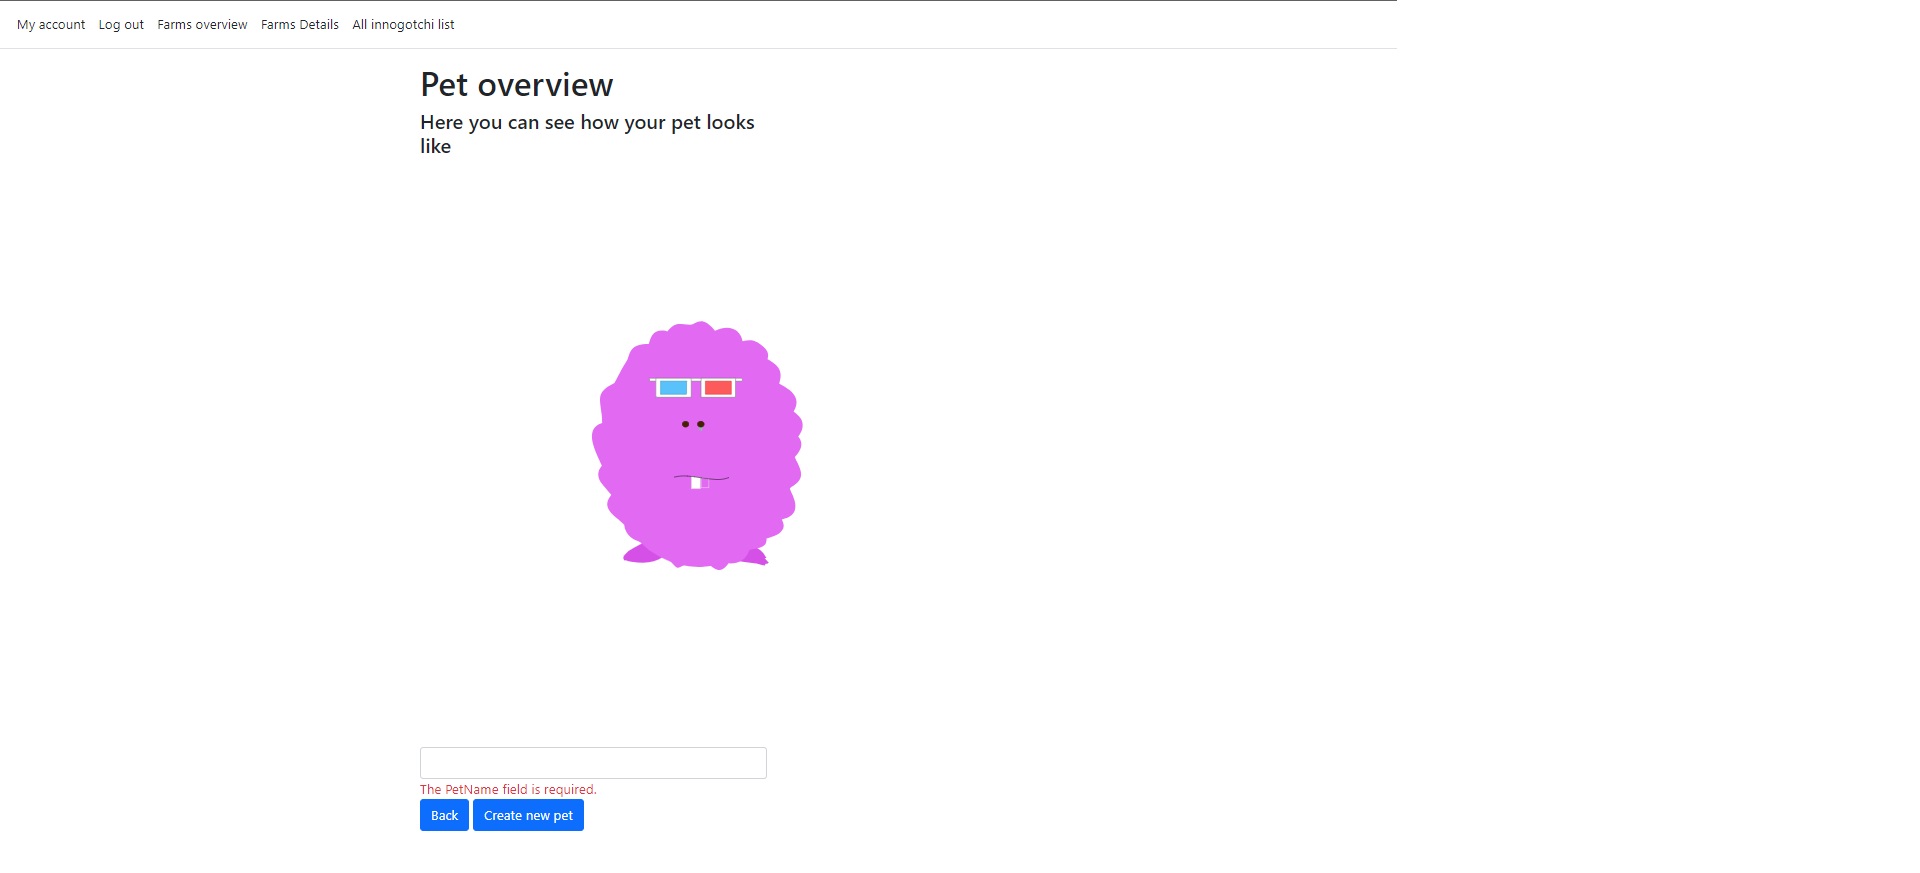 My account Log out Farms overview Farms Details All innogotchi list
Pet overview
Here you can see how your pet looks
like
The PetName field is required.
Back Create new pet